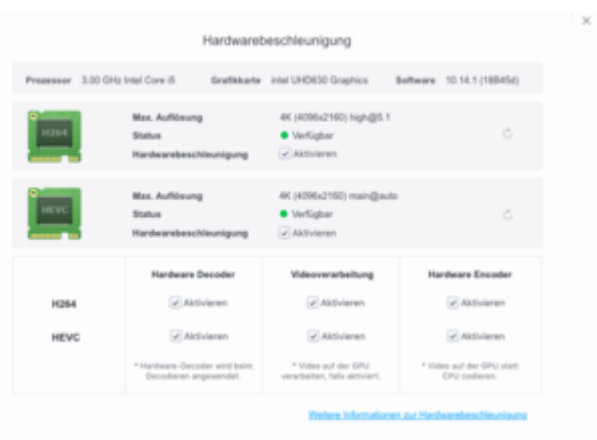 Hardwarebeschleunigung
Prozessor 3.00 GHz Intel Core i5 Grafikkarte intel UHD630 Graphics Software 10.14.1 (18B45d)
H264
Max. Auflösung 4K (4096x2160) high@5.1
Status Verfügbar
Hardwarebeschleunigung Aktivieren
HEVC
Max. Auflösung 4K (4096x2160) main@auto
Status Verfügbar
Hardwarebeschleunigung Aktivieren
Hardware Decoder Videoverarbeitung Hardware Encoder
H264 Aktivieren Aktivieren Aktivieren
HEVC Aktivieren Aktivieren Aktivieren
* Hardware-Decoder wird beim * Video auf der GPU * Video auf der GPU statt
Decodieren angewendet. verarbeiten, falls aktiviert. CPU codieren.
Weitere Informationen zur Hardwarebeschleunigung